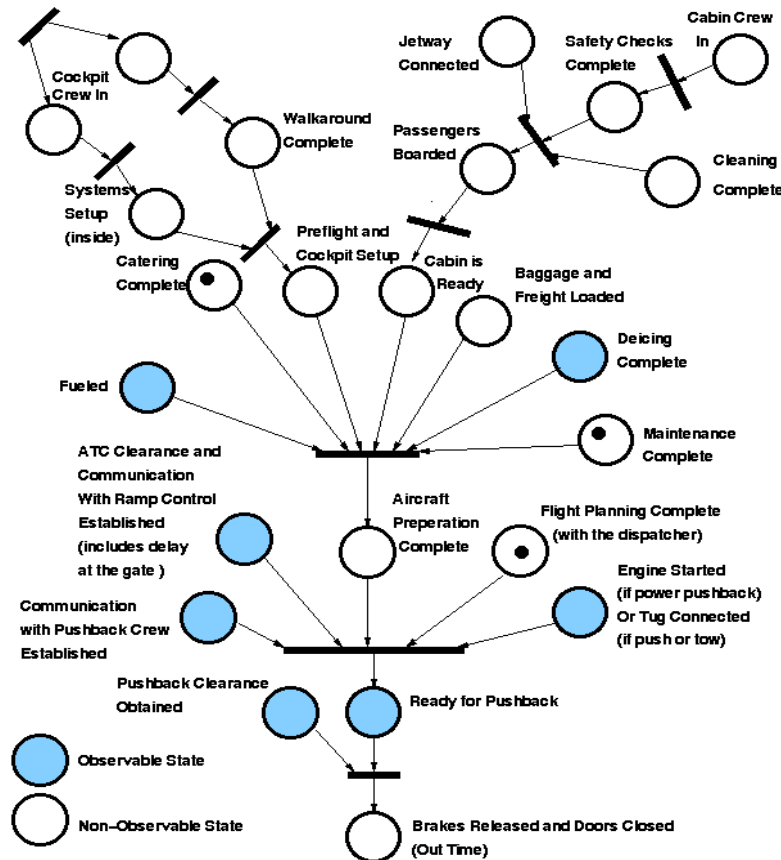 Cabin Crew
In
Jetway
Connected
Safety Checks
Complete
Cockpit
Crew In
Walkaround
Complete
Passengers
Boarded
Cleaning
Complete
Systems
Setup
(inside)
Preflight and
Cockpit Setup
Catering
Complete
Cabin is
Ready
Baggage and
Freight Loaded
Deicing
Complete
Fueled
Maintenance
Complete
ATC Clearance and
Communication
With Ramp Control
Established
(includes delay
at the gate )
Aircraft
Preperation
Complete
Flight Planning Complete
(with the dispatcher)
Engine Started
(if power pushback)
Or Tug Connected
(if push or tow)
Communication
with Pushback Crew
Established
Pushback Clearance
Obtained
Ready for Pushback
Observable State
Non-Observable State
Brakes Released and Doors Closed
(Out Time)